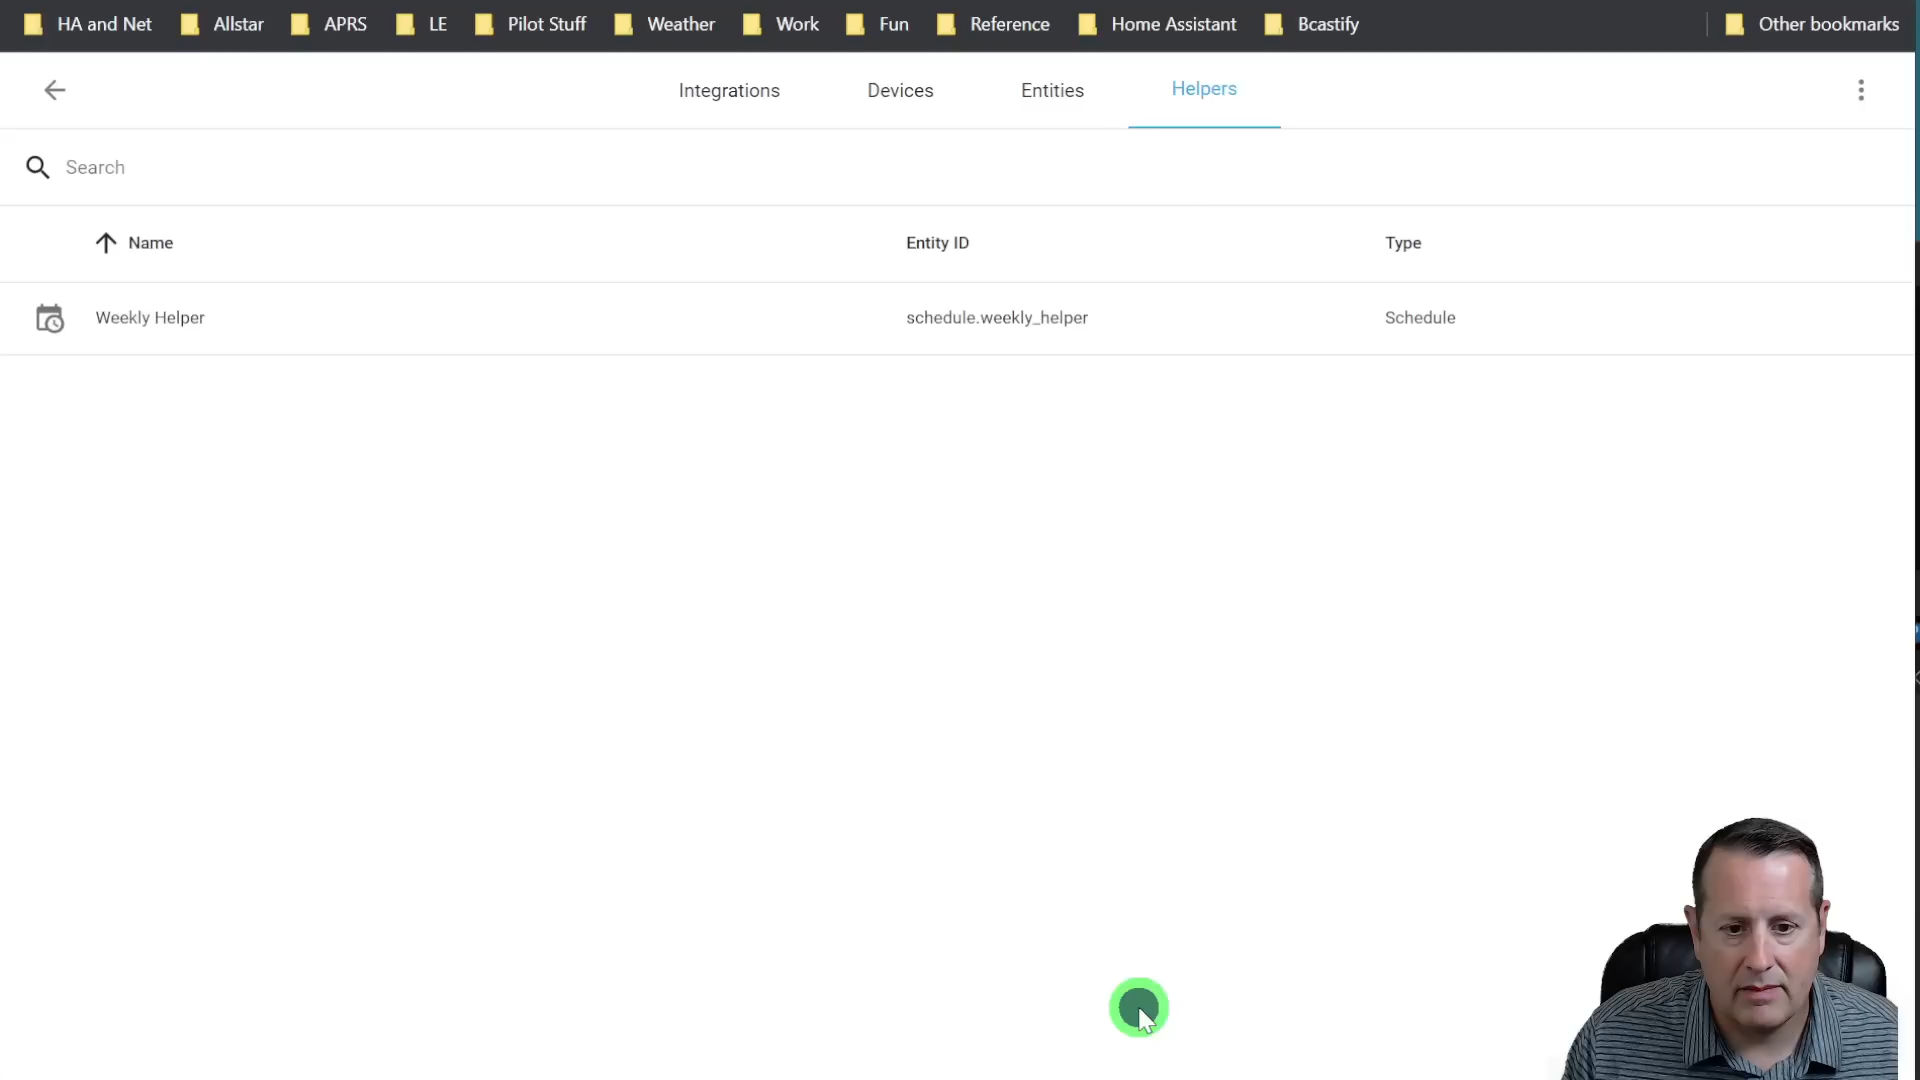 HA and Net Allstar APRS LE Pilot Stuff Weather Work Fun Reference Home Assistant Bcastify Other bookmarks
Integrations Devices Entities Helpers
Search
Name Entity ID Type
Weekly Helper schedule.weekly_helper Schedule